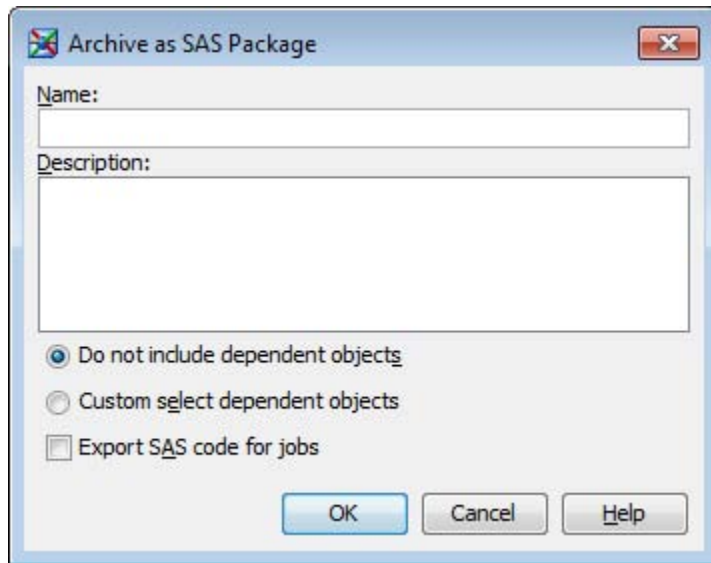 Archive as SAS Package
Name:
Description:
Do not include dependent objects
Custom select dependent objects
Export SAS code for jobs
OK Cancel Help